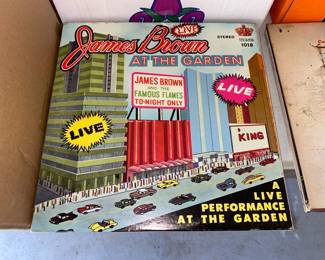 LIVE
STEREO
James Brown
KING
1018
AT THE GARDEN
JAMES BROWN
AND THE
FAMOUS FLAMES
TO-NIGHT ONLY
LIVE
LIVE
KING
A
LIVE
PERFORMANCE
AT THE GARDEN